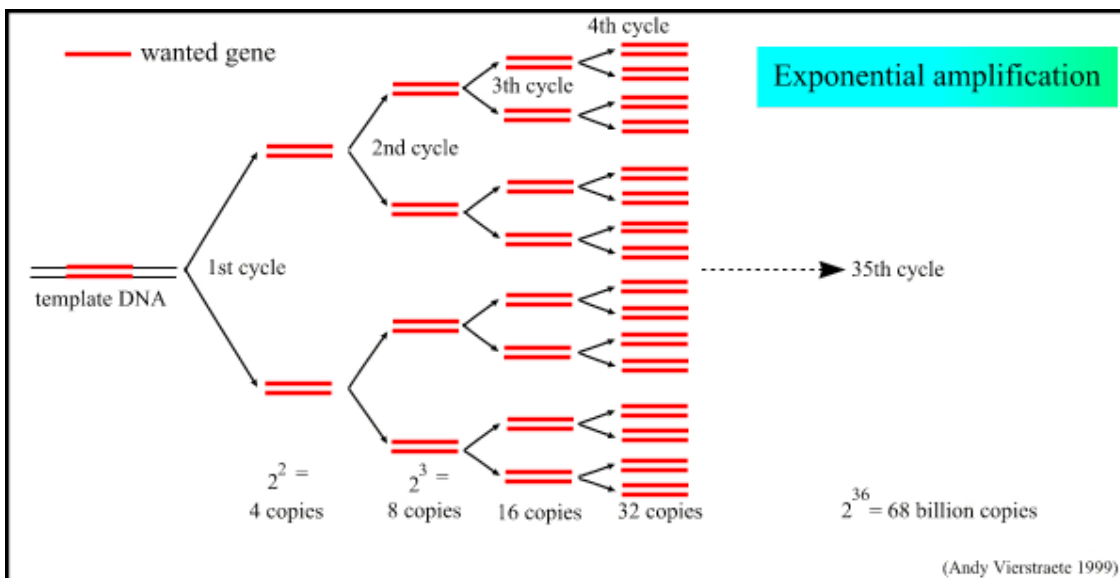 4th cycle
wanted gene
Exponential amplification
3th cycle
2nd cycle
1st cycle
template DNA
35th cycle
2^2 =
4 copies
2^3 =
8 copies
16 copies
32 copies
2^36 = 68 billion copies
(Andy Vierstraete 1999)